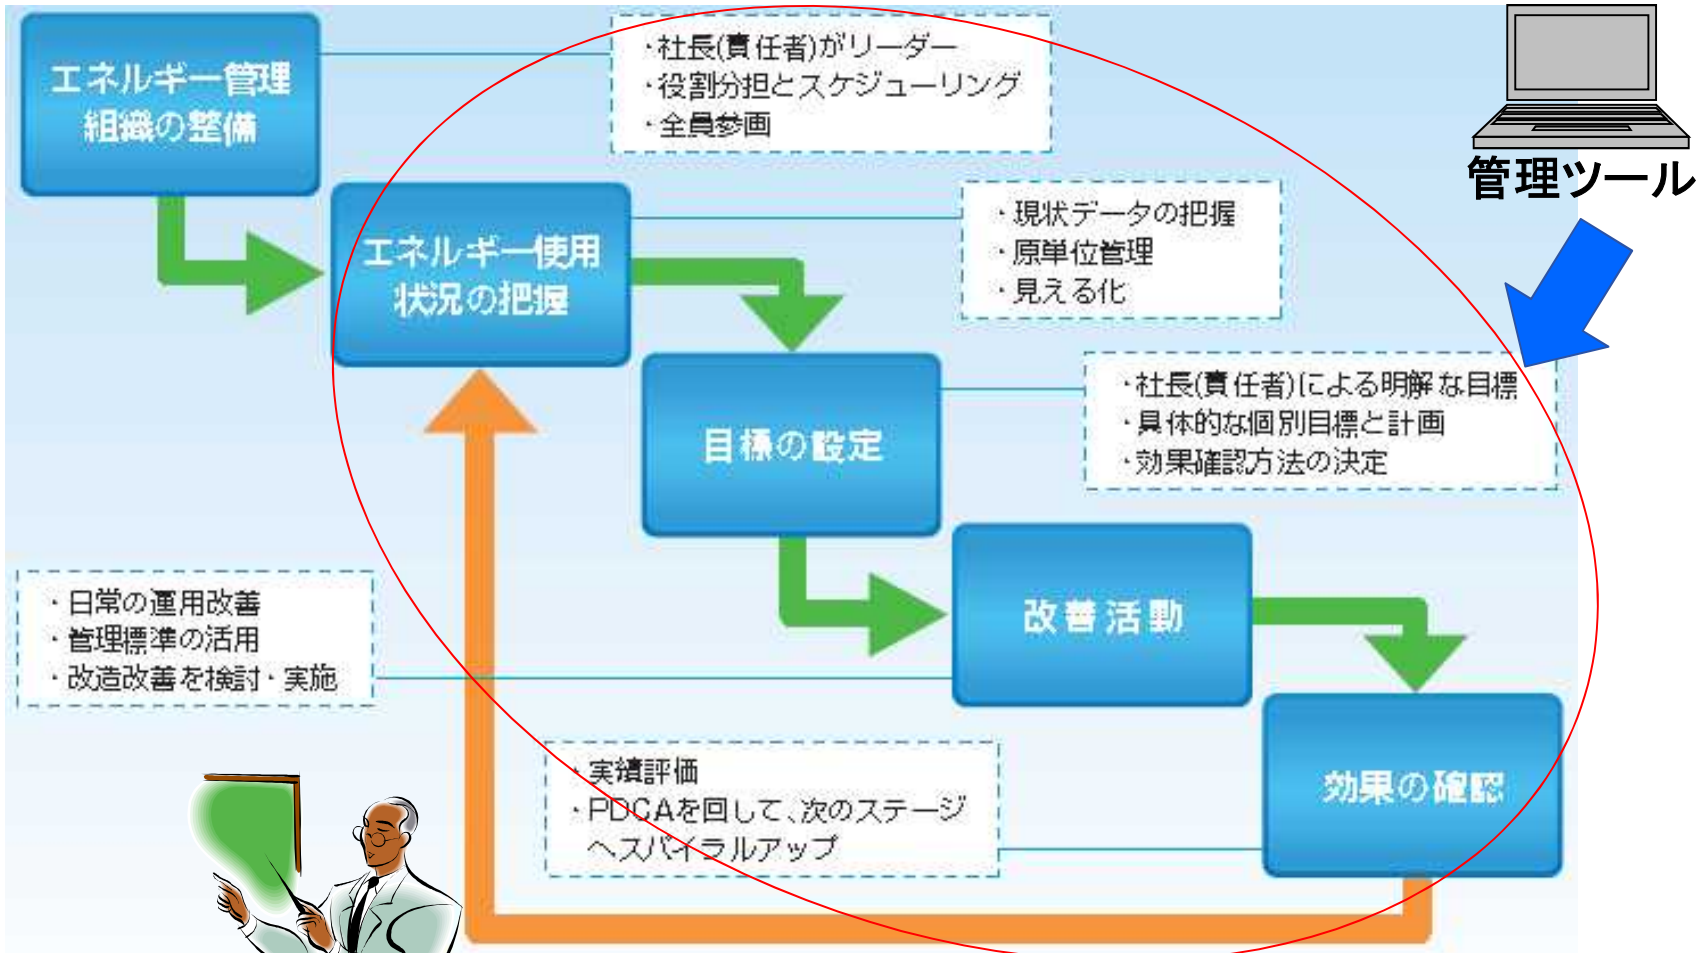 エネルギー管理
組織の整備
・社長(責任者)がリーダー
・役割分担とスケジューリング
・全員参画
管理ツール
エネルギー使用
状況の把握
・現状データの把握
・原単位管理
・見える化
目標の設定
・社長(責任者)による明解な目標
・具体的な個別目標と計画
・効果確認方法の決定
改善活動
・日常の運用改善
・管理標準の活用
・改造改善を検討・実施
効果の確認
・実績評価
・PDCAを回して、次のステージ
へスパイラルアップ